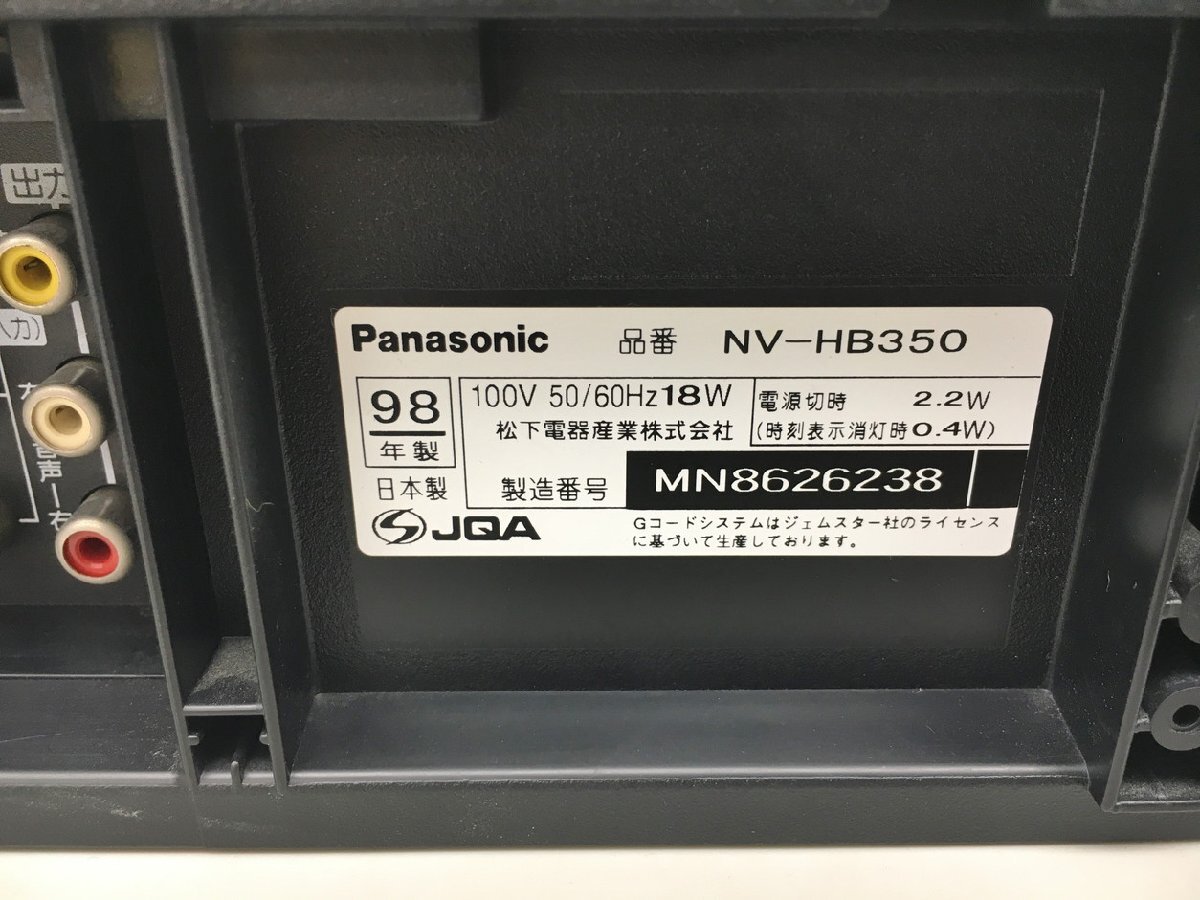 出力
入力)
音声
右
Panasonic 品番 NV-HB350
98
年製
日本製
100V 50/60Hz 18W
松下電器産業株式会社
電源切時 2.2W
(時刻表示消灯時0.4W)
製造番号 MN8626238
JQA
Gコードシステムはジェムスター社のライセンス
に基づいて生産しております。